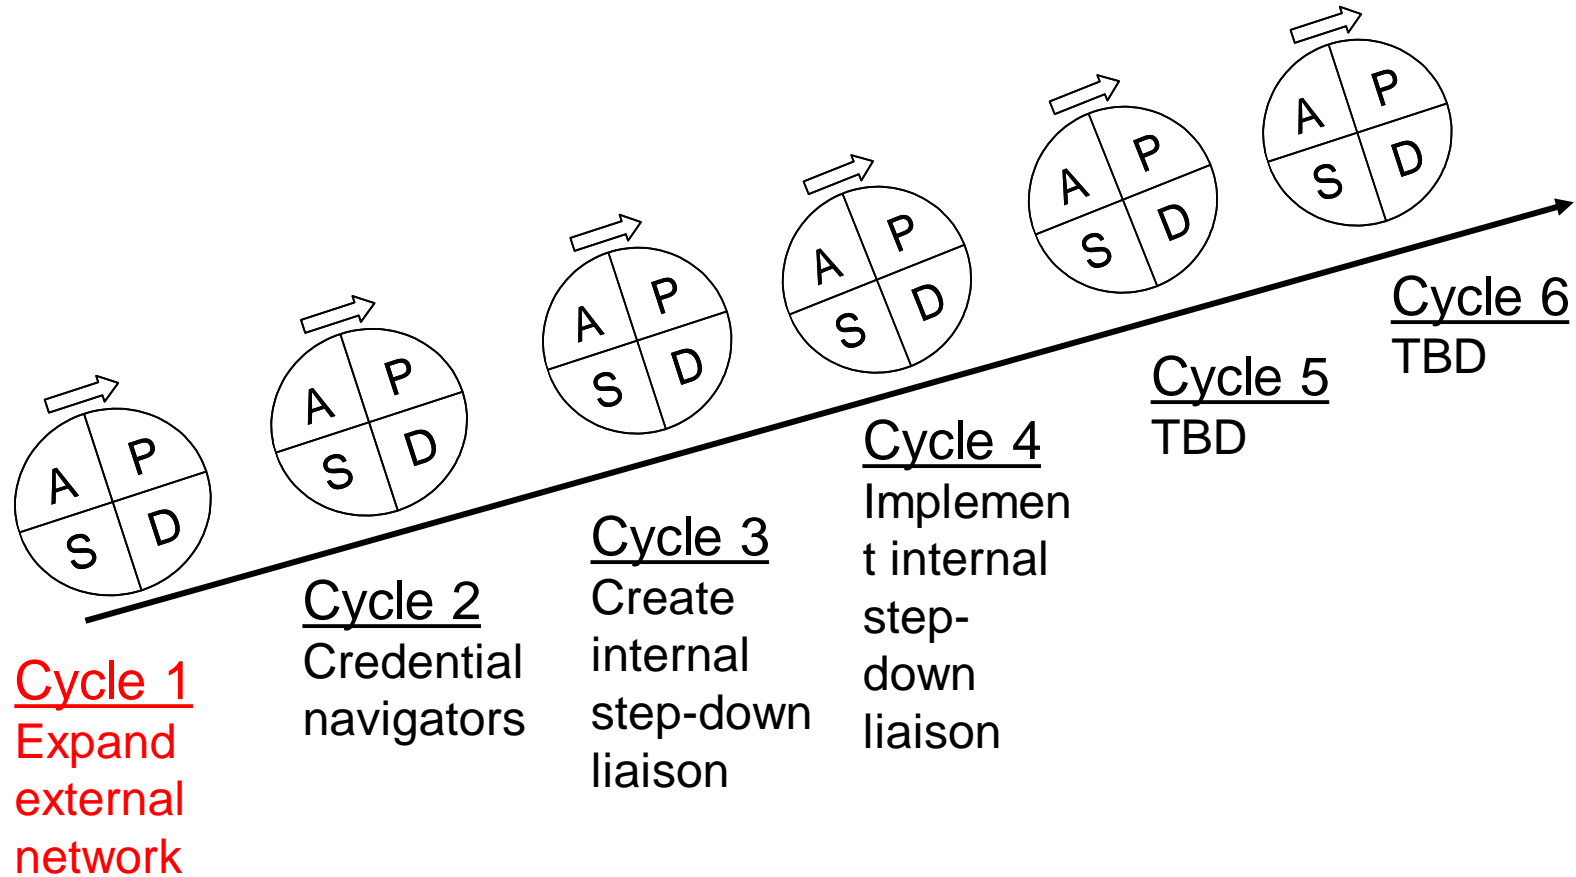 A P
S D
A P
S D
A P
S D
A P
S D
A P
S D
A P
S D
Cycle 1
Expand
external
network
Cycle 2
Credential
navigators
Cycle 3
Create
internal
step-down
liaison
Cycle 4
Implemen
t internal
step-
down
liaison
Cycle 5
TBD
Cycle 6
TBD